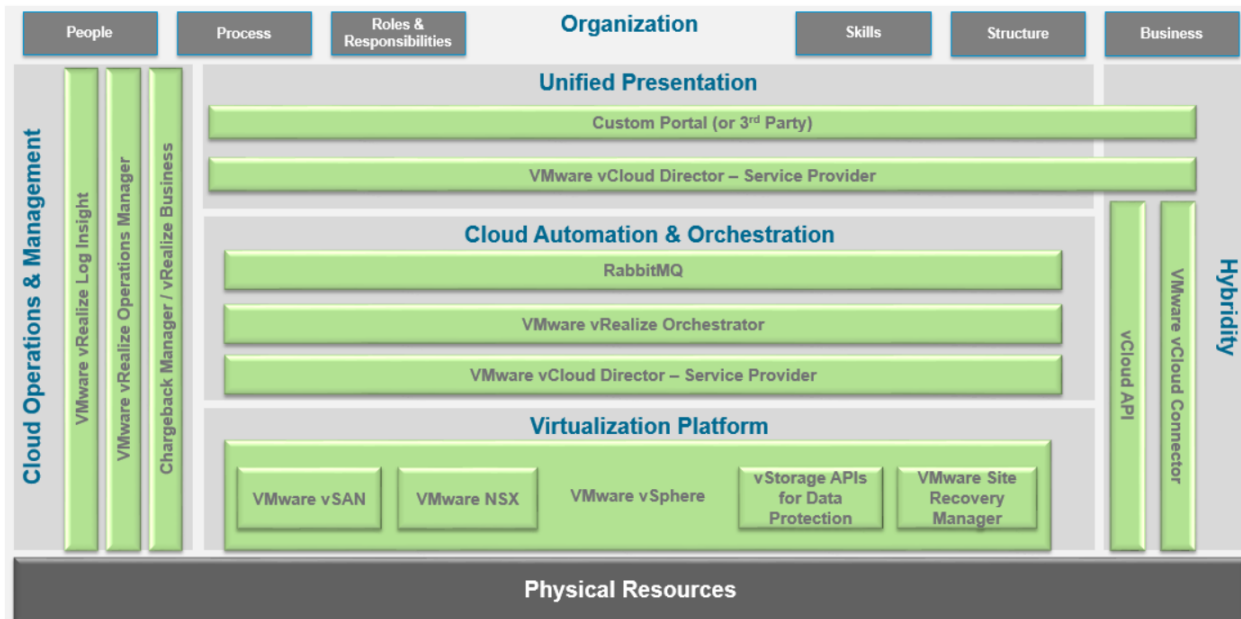 Organization
People
Process
Roles &
Responsibilities
Skills
Structure
Business
Cloud Operations & Management
VMware vRealize Log Insight
VMware vRealize Operations Manager
Chargeback Manager / vRealize Business
Unified Presentation
Custom Portal (or 3rd Party)
VMware vCloud Director – Service Provider
Cloud Automation & Orchestration
RabbitMQ
VMware vRealize Orchestrator
VMware vCloud Director – Service Provider
Virtualization Platform
VMware vSAN
VMware NSX
VMware vSphere
vStorage APIs
for Data
Protection
VMware Site
Recovery
Manager
vCloud API
VMware vCloud Connector
Hybridity
Physical Resources